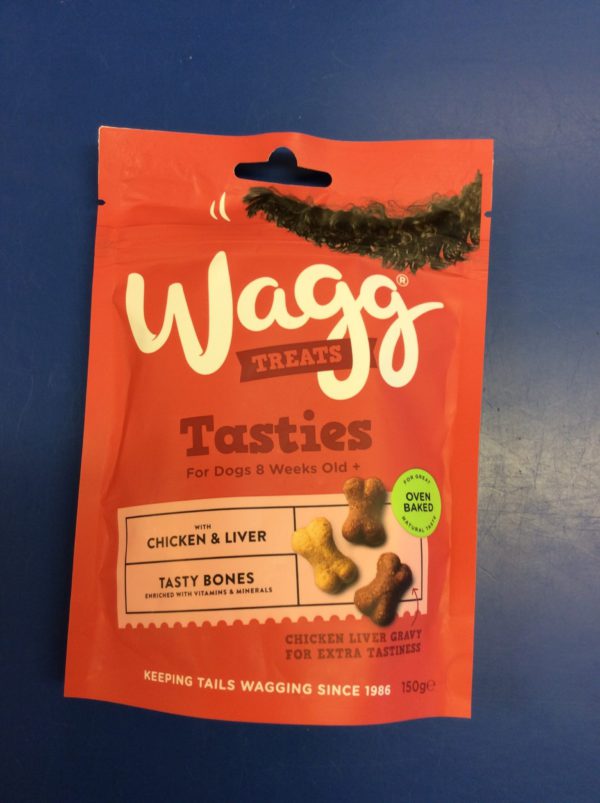 Wagg®
TREATS
Tasties
For Dogs 8 Weeks Old +
FOR GREAT
OVEN
BAKED
NATURAL TASTE
WITH
CHICKEN & LIVER
TASTY BONES
ENRICHED WITH VITAMINS & MINERALS
CHICKEN LIVER GRAVY
FOR EXTRA TASTINESS
KEEPING TAILS WAGGING SINCE 1986
150g℮